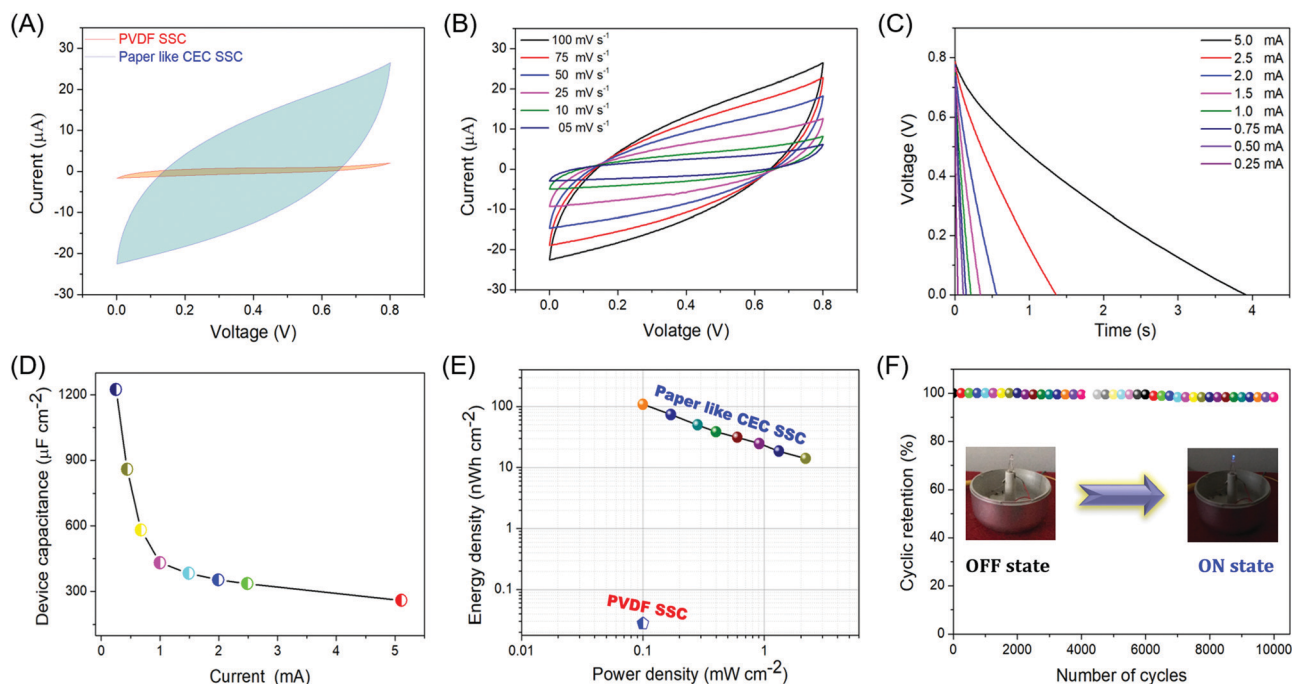 (A)
PVDF SSC
Paper like CEC SSC
30
20
10
0
-10
-20
-30
0.0 0.2 0.4 0.6 0.8
Current (μA)
Voltage (V)
(B)
100 mV s⁻¹
75 mV s⁻¹
50 mV s⁻¹
25 mV s⁻¹
10 mV s⁻¹
05 mV s⁻¹
30
20
10
0
-10
-20
-30
0.0 0.2 0.4 0.6 0.8
Current (μA)
Volatge (V)
(C)
5.0 mA
2.5 mA
2.0 mA
1.5 mA
1.0 mA
0.75 mA
0.50 mA
0.25 mA
0.8
0.6
0.4
0.2
0.0
0 1 2 3 4
Voltage (V)
Time (s)
(D)
1200
900
600
300
0 1 2 3 4 5
Device capacitance (μF cm⁻²)
Current (mA)
(E)
Paper like CEC SSC
PVDF SSC
100
10
1
0.1
0.01
0.01 0.1 1
Energy density (nWh cm⁻²)
Power density (mW cm⁻²)
(F)
120
100
80
60
40
20
0
0 2000 4000 6000 8000 10000
Cyclic retention (%)
Number of cycles
OFF state
ON state